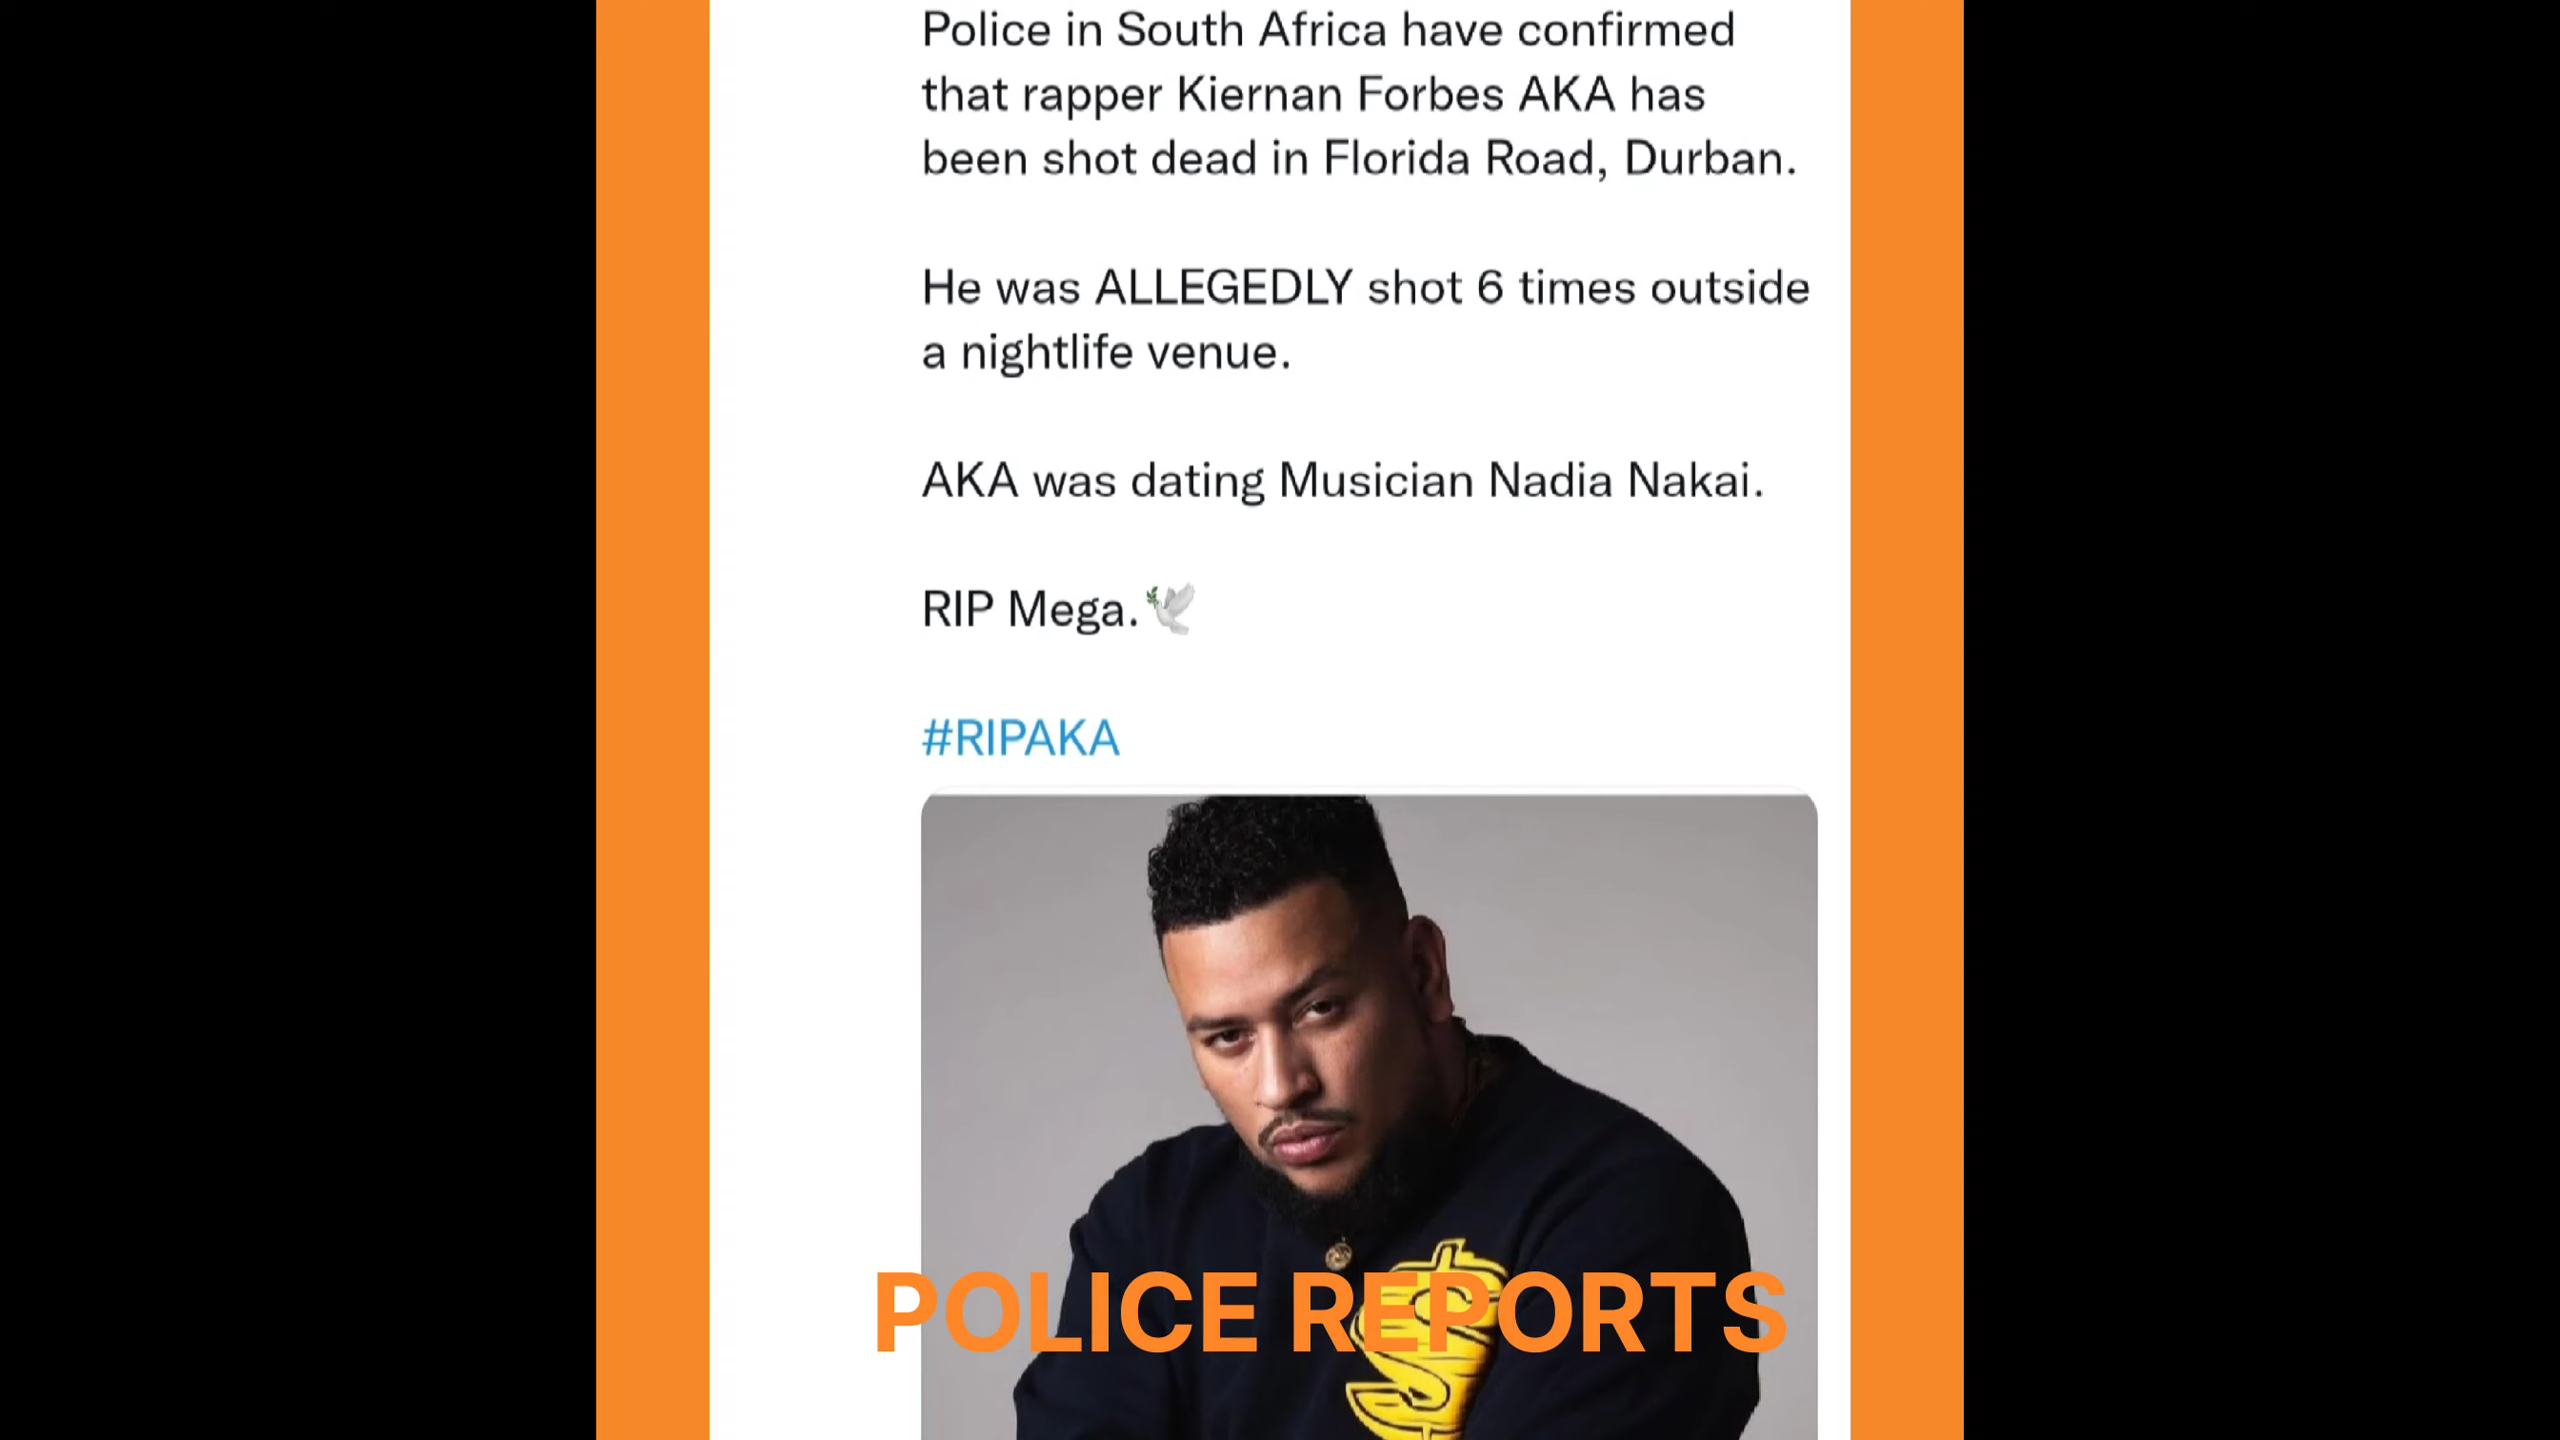 Police in South Africa have confirmed
that rapper Kiernan Forbes AKA has
been shot dead in Florida Road, Durban.
He was ALLEGEDLY shot 6 times outside
a nightlife venue.
AKA was dating Musician Nadia Nakai.
RIP Mega.🕊️
#RIPAKA
POLICE REPORTS